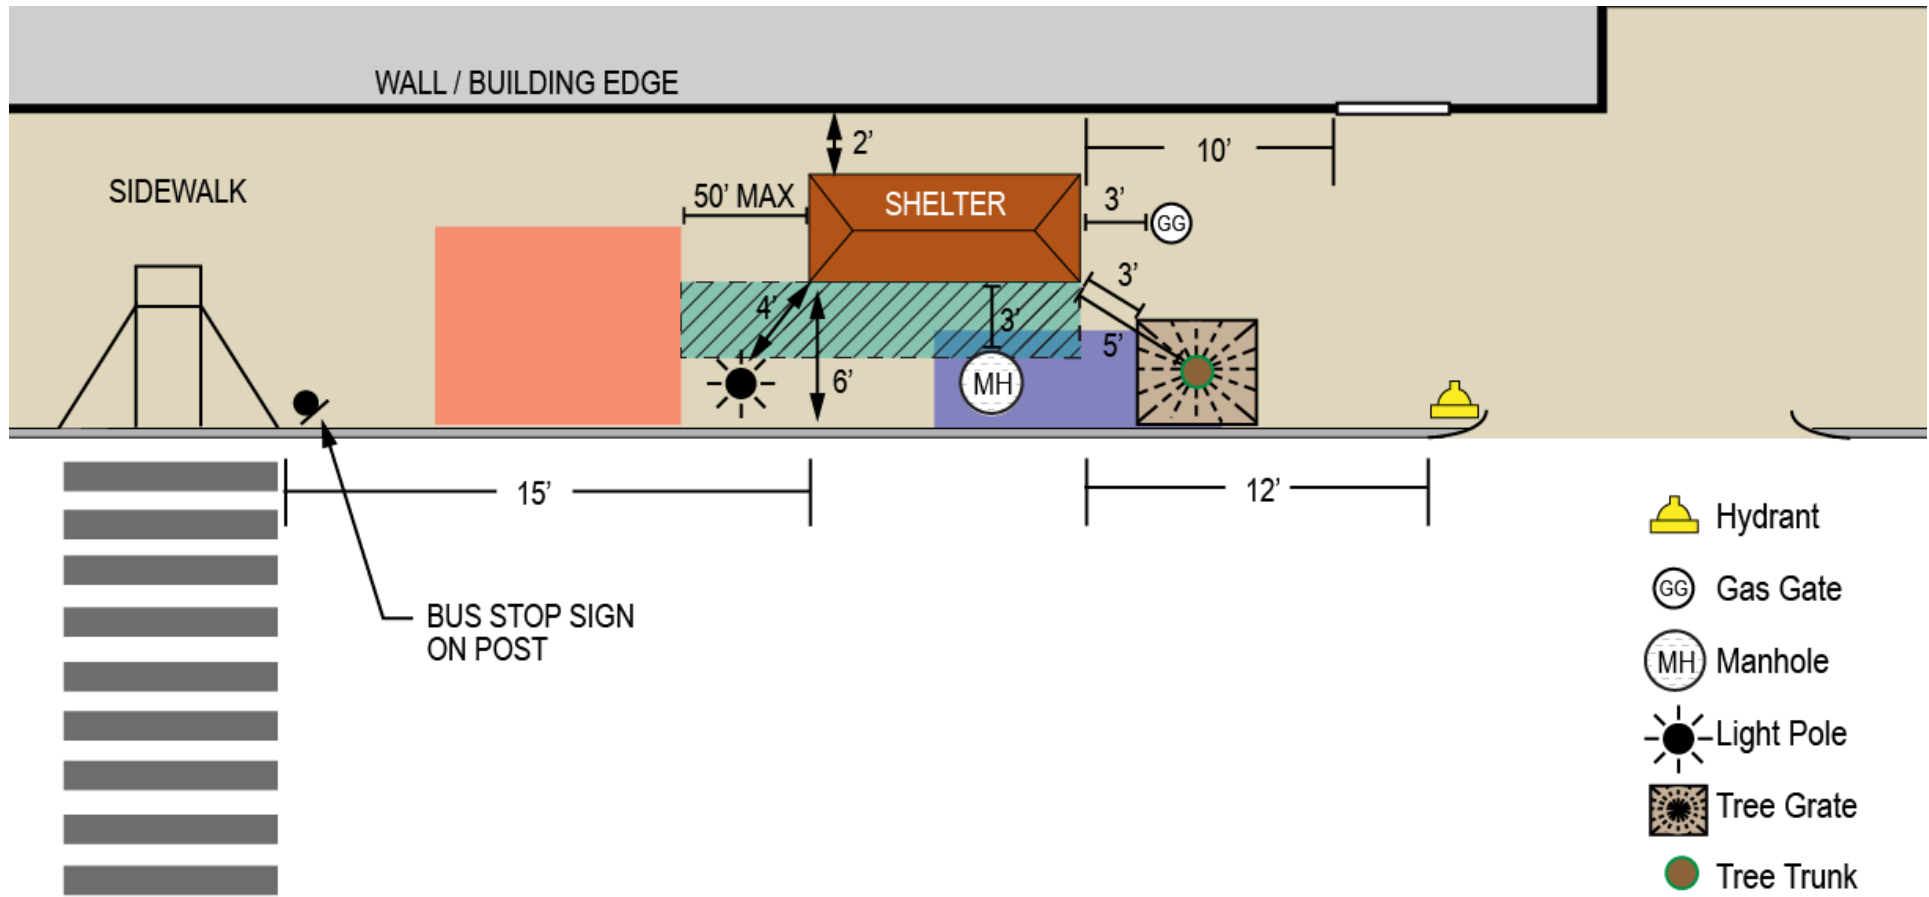 WALL / BUILDING EDGE
2’
10’
SIDEWALK
50’ MAX
SHELTER
3’
GG
3’
4’
3’
5’
6’
MH
15’
12’
BUS STOP SIGN
ON POST
Hydrant
GG Gas Gate
MH Manhole
Light Pole
Tree Grate
Tree Trunk